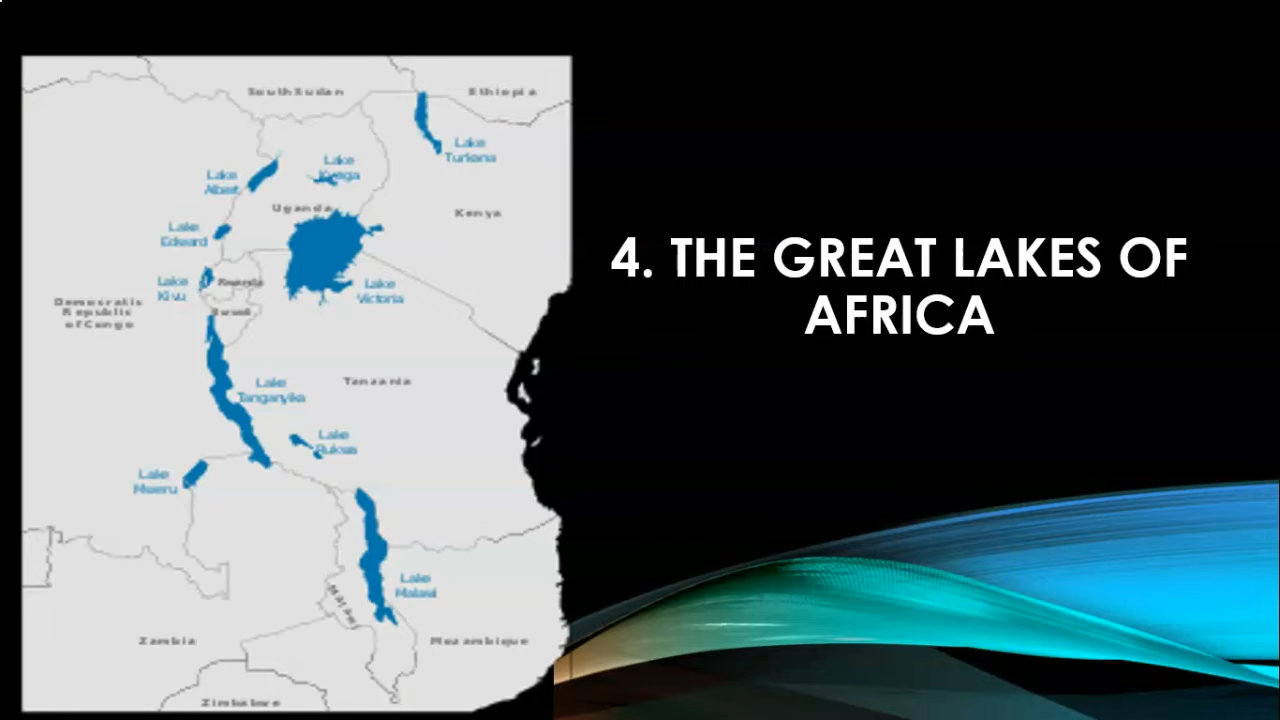 4. THE GREAT LAKES OF
AFRICA
South Sudan
Ethiopia
Lake
Turkana
Lake
Kyoga
Lake
Albert
Uganda
Kenya
Lake
Edward
Lake
Kivu
Rwanda
Lake
Victoria
Democratic
Republic
of Congo
Burundi
Lake
Tanganyika
Tanzania
Lake
Rukwa
Lake
Mweru
Lake
Malawi
Malawi
Zambia
Mozambique
Zimbabwe